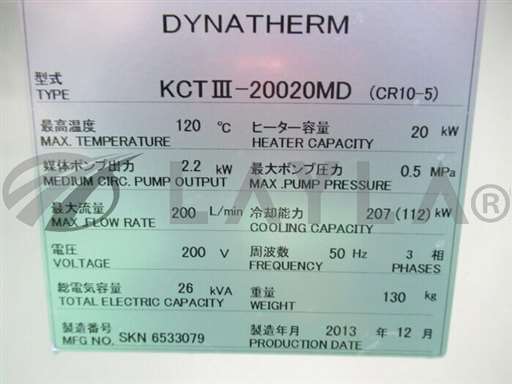 DYNATHERM
型式
TYPE KCTⅢ-20020MD (CR10-5)
最高温度 120 ℃ ヒーター容量 20 kW
MAX. TEMPERATURE HEATER CAPACITY
媒体ポンプ出力 2.2 kW 最大ポンプ圧力 0.5 MPa
MEDIUM CIRC. PUMP OUTPUT MAX .PUMP PRESSURE
最大流量 200 L/min 冷却能力 207 (112) kW
MAX .FLOW RATE COOLING CAPACITY
電圧 200 V 周波数 50 Hz 3 相
VOLTAGE FREQUENCY PHASES
総電気容量 26 kVA 重量 130 kg
TOTAL ELECTRIC CAPACITY WEIGHT
製造番号 SKN 6533079 製造年月 2013 年 12 月
MFG NO. PRODUCTION DATE
LAYLA®